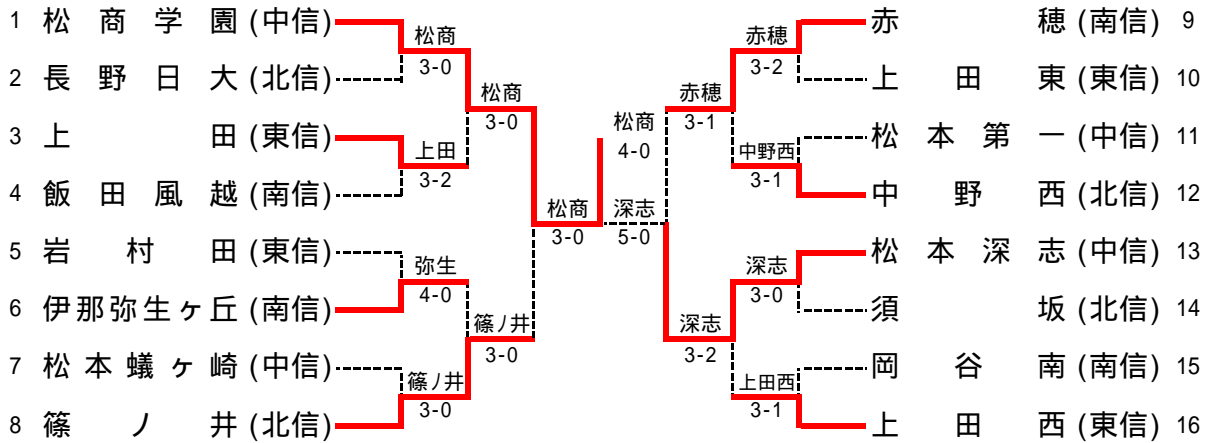 1 松商学園(中信)
2 長野日大(北信)
3 上田(東信)
4 飯田風越(南信)
5 岩村田(東信)
6 伊那弥生ヶ丘(南信)
7 松本蟻ヶ崎(中信)
8 篠ノ井(北信)
松商
3-0
上田
3-2
弥生
4-0
篠ノ井
3-0
松商
3-0
篠ノ井
3-0
松商
3-0
松商
4-0
深志
5-0
赤穂
3-1
深志
3-2
赤穂
3-2
中野西
3-1
深志
3-0
上田西
3-1
赤穂(南信) 9
上田東(東信) 10
松本第一(中信) 11
中野西(北信) 12
松本深志(中信) 13
須坂(北信) 14
岡谷南(南信) 15
上田西(東信) 16